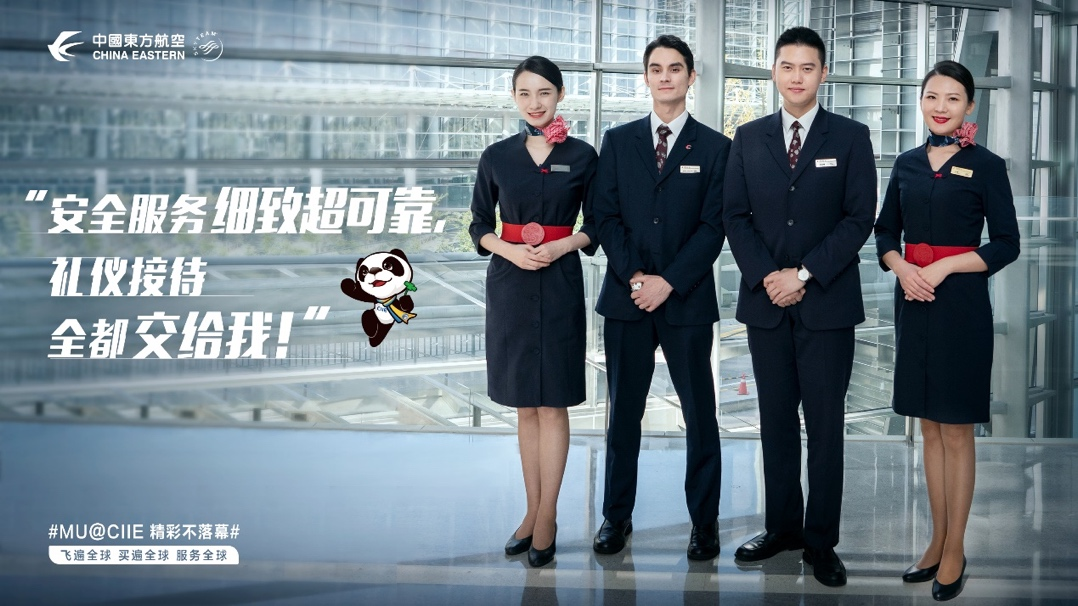 中國東方航空
CHINA EASTERN
SKYTEAM
“安全服务细致超可靠,
礼仪接待
全都交给我!”
#MU@CIIE 精彩不落幕#
飞遍全球 买遍全球 服务全球